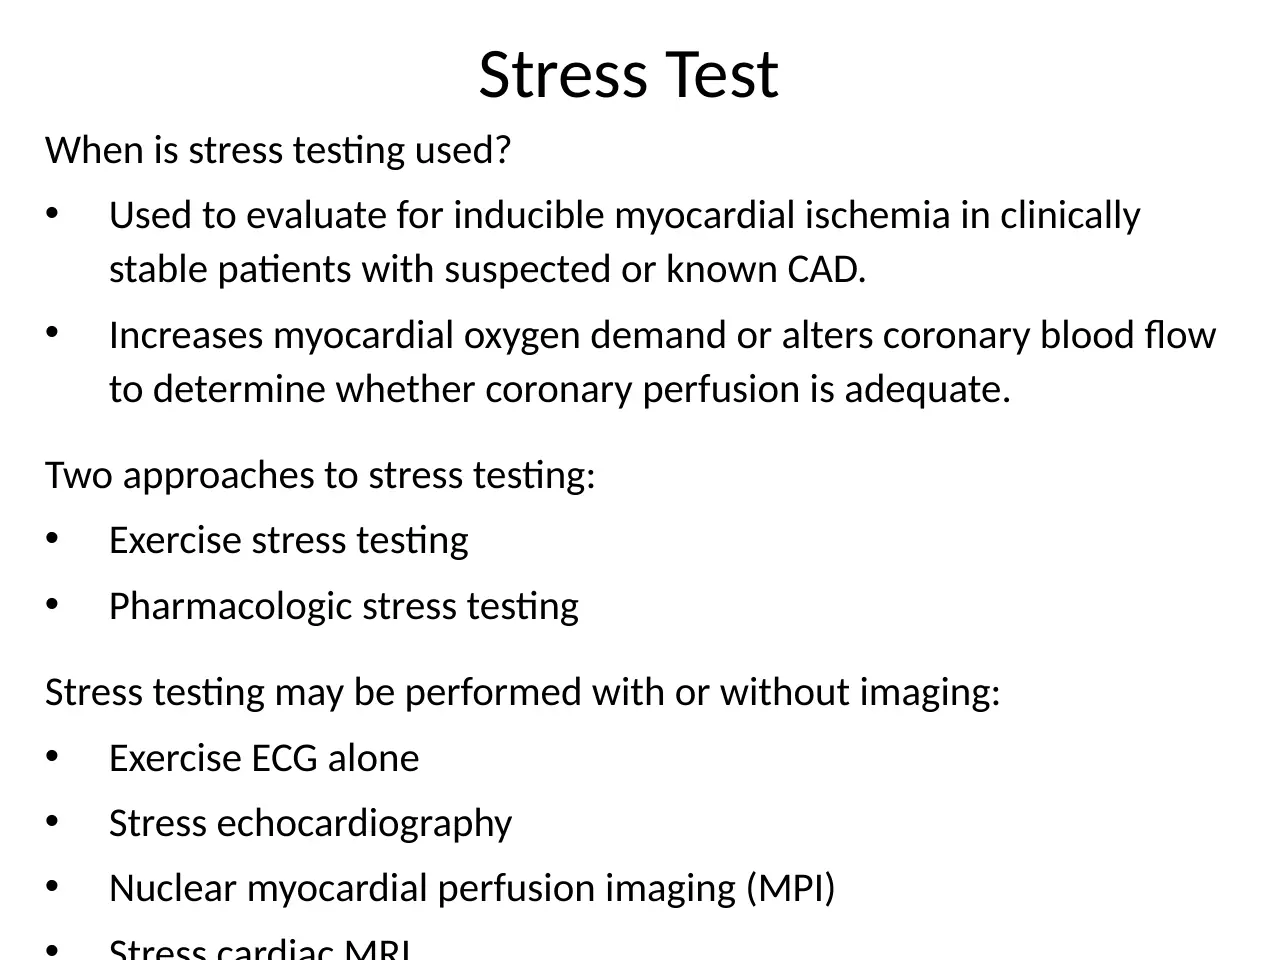 Stress Test
When is stress testing used?
• Used to evaluate for inducible myocardial ischemia in clinically
stable patients with suspected or known CAD.
• Increases myocardial oxygen demand or alters coronary blood flow
to determine whether coronary perfusion is adequate.
Two approaches to stress testing:
• Exercise stress testing
• Pharmacologic stress testing
Stress testing may be performed with or without imaging:
• Exercise ECG alone
• Stress echocardiography
• Nuclear myocardial perfusion imaging (MPI)
• Stress cardiac MRI